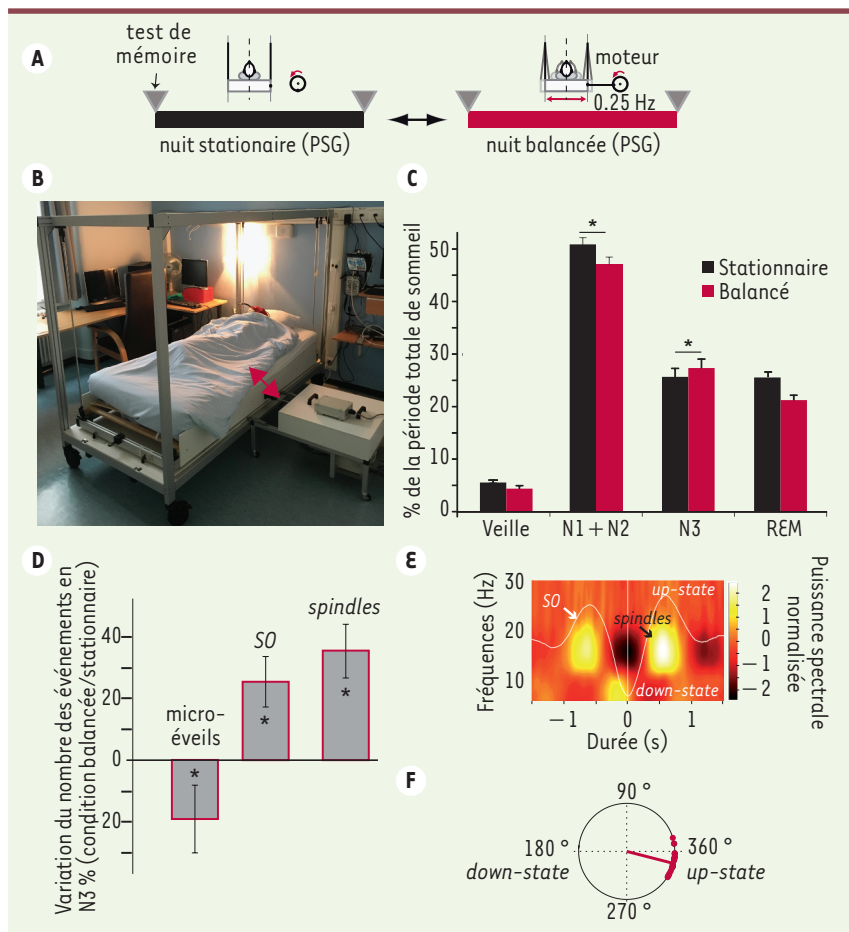 A
test de
mémoire
moteur
0.25 Hz
nuit stationaire (PSG)
nuit balancée (PSG)
B
C
% de la période totale de sommeil
50
40
30
20
10
0
*
*
Stationnaire
Balancé
Veille
N1 + N2
N3
REM
D
Variation du nombre des événements en
N3 % (condition balancée/stationnaire)
40
20
0
20
micro-
éveils
SO
spindles
*
*
*
E
Fréquences (Hz)
30
20
10
SO
up-state
spindles
down-state
−1
0
1
Durée (s)
2
1
0
−1
−2
Puissance spectrale
normalisée
F
90 °
180 °
down-state
360 °
up-state
270 °